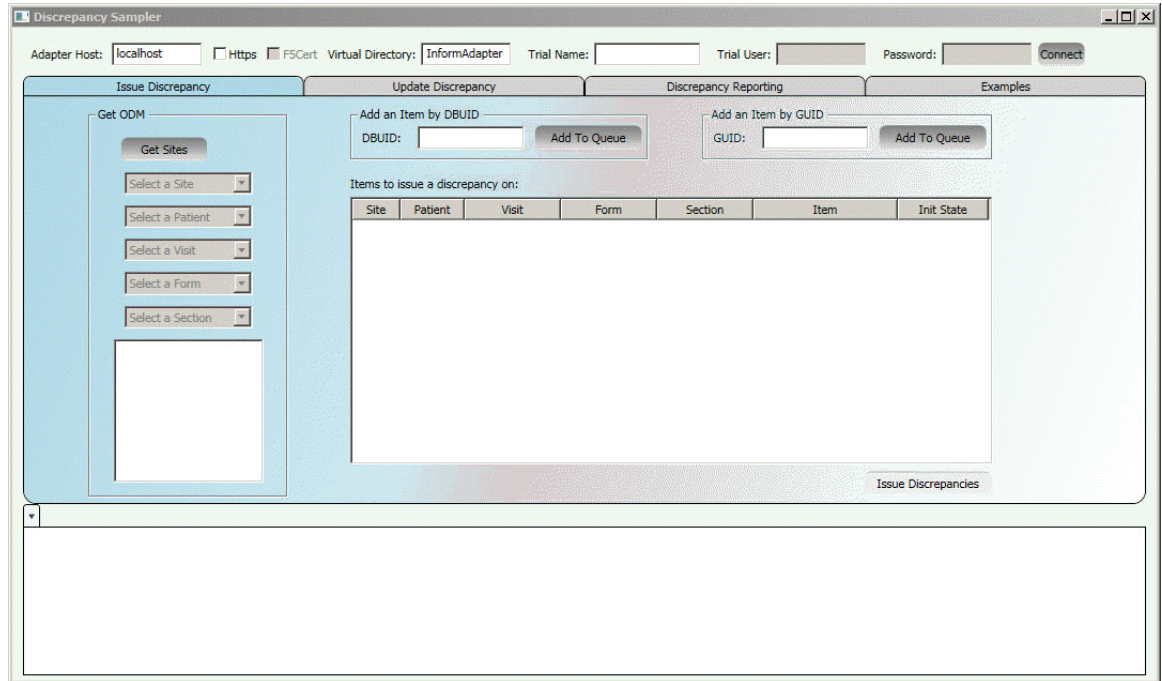 Discrepancy Sampler
Adapter Host: localhost Https F5Cert Virtual Directory: InformAdapter Trial Name: Trial User: Password: Connect
Issue Discrepancy Update Discrepancy Discrepancy Reporting Examples
Get ODM Add an Item by DBUID Add an Item by GUID
DBUID: Add To Queue GUID: Add To Queue
Get Sites
Select a Site
Items to issue a discrepancy on:
Site Patient Visit Form Section Item Init State
Select a Patient
Select a Visit
Select a Form
Select a Section
Issue Discrepancies